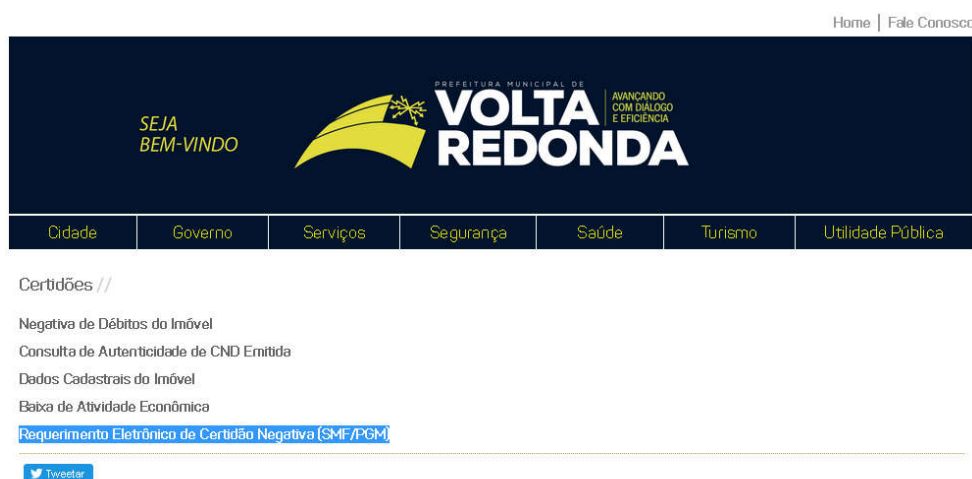 Home | Fale Conosco
SEJA
BEM-VINDO
PREFEITURA MUNICIPAL DE
VOLTA
REDONDA
AVANÇANDO
COM DIÁLOGO
E EFICIÊNCIA
Cidade Governo Serviços Segurança Saúde Turismo Utilidade Pública
Certidões //
Negativa de Débitos do Imóvel
Consulta de Autenticidade de CND Emitida
Dados Cadastrais do Imóvel
Baixa de Atividade Econômica
Requerimento Eletrônico de Certidão Negativa (SMF/PGM)
Tweetar